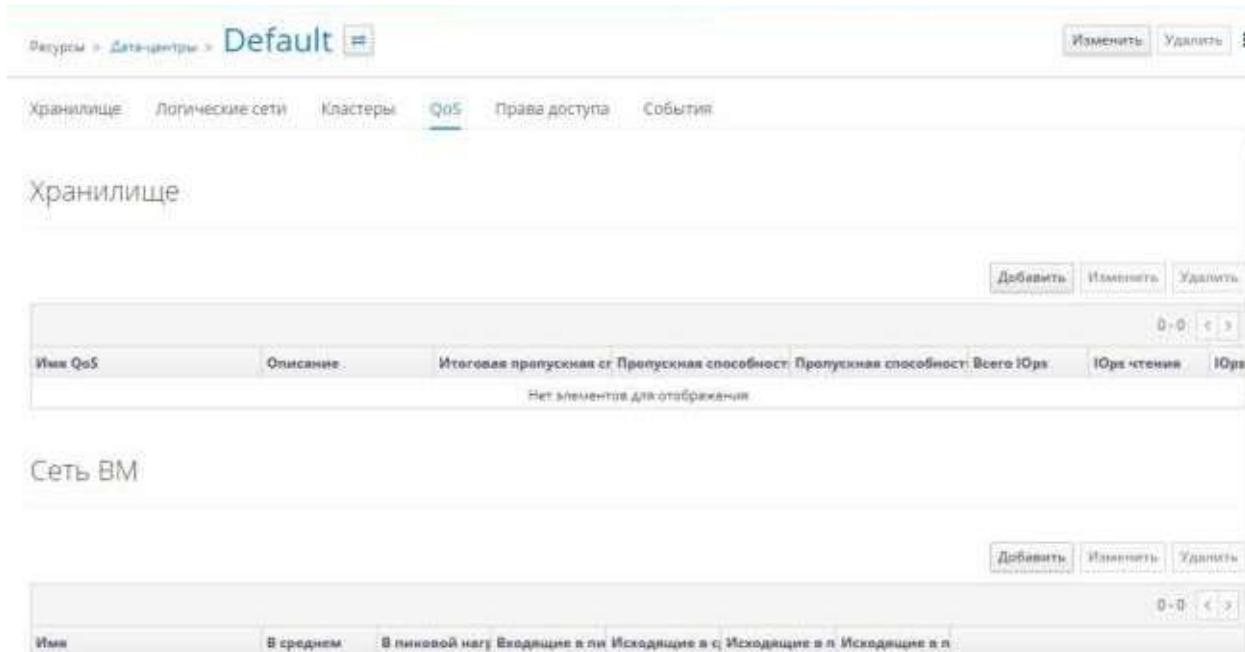 Ресурсы > Дата-центры > Default
Изменить Удалить
Хранилище Логические сети Кластеры QoS Права доступа События
Хранилище
Добавить Изменить Удалить
0 - 0 < >
Имя QoS Описание Итоговая пропускная сг Пропускная способност Пропускная способност Всего IOps IOps чтения IOps
Нет элементов для отображения
Сеть ВМ
Добавить Изменить Удалить
0 - 0 < >
Имя В среднем В пиковой нагр Входящие в пи Исходящие в с Исходящие в п Исходящие в п